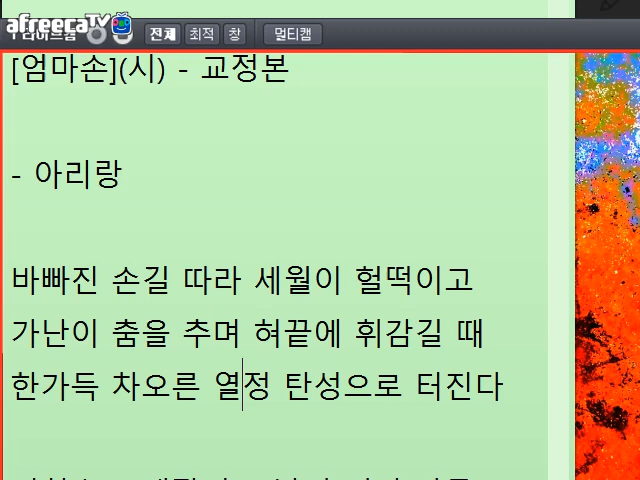 afreecaTV
전체 최적 창 멀티캠
[엄마손](시) - 교정본
- 아리랑
바빠진 손길 따라 세월이 헐떡이고
가난이 춤을 추며 혀끝에 휘감길 때
한가득 차오른 열정 탄성으로 터진다